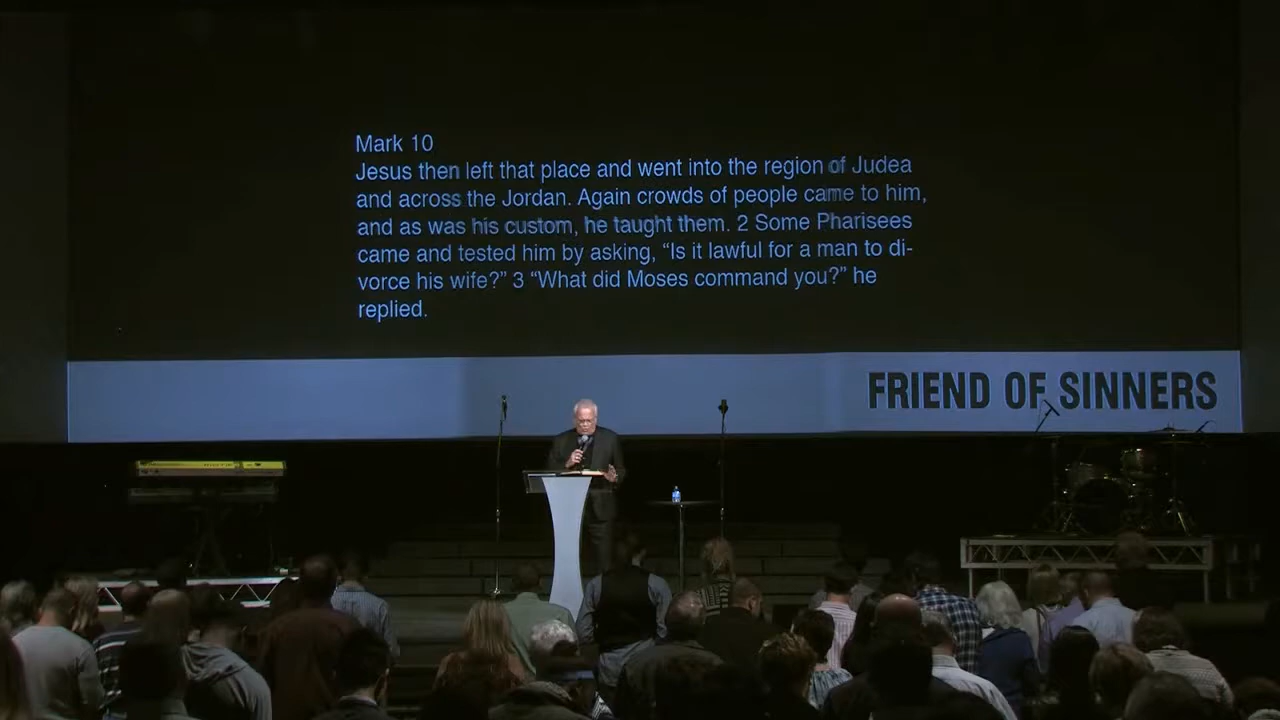 Mark 10
Jesus then left that place and went into the region of Judea
and across the Jordan. Again crowds of people came to him,
and as was his custom, he taught them. 2 Some Pharisees
came and tested him by asking, “Is it lawful for a man to di-
vorce his wife?” 3 “What did Moses command you?” he
replied.
FRIEND OF SINNERS